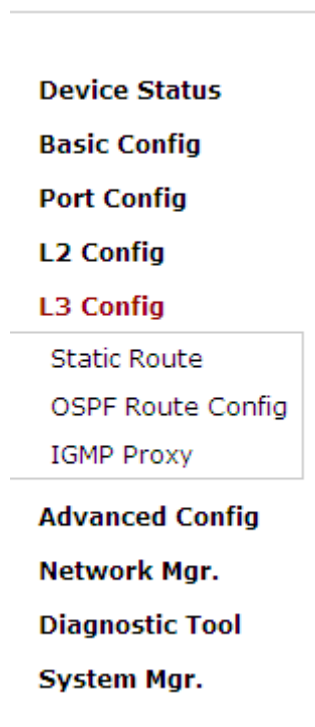 Device Status
Basic Config
Port Config
L2 Config
L3 Config
Static Route
OSPF Route Config
IGMP Proxy
Advanced Config
Network Mgr.
Diagnostic Tool
System Mgr.